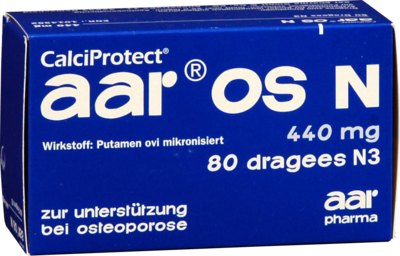 CalciProtect®
aar® OS N
440 mg
Wirkstoff: Putamen ovi mikronisiert
80 dragees N3
zur unterstützung
bei osteoporose
aar
pharma